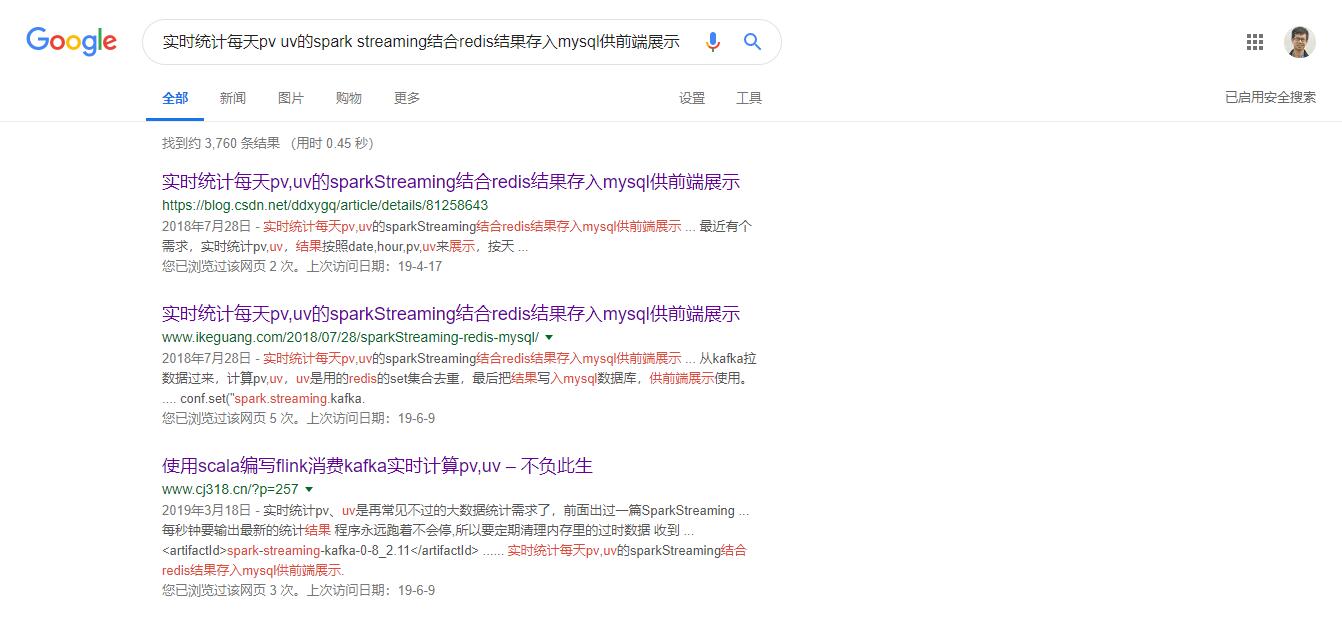 Google
实时统计每天pv uv的spark streaming结合redis结果存入mysql供前端展示
全部 新闻 图片 购物 更多 设置 工具 已启用安全搜索
找到约 3,760 条结果 （用时 0.45 秒）
实时统计每天pv,uv的sparkStreaming结合redis结果存入mysql供前端展示
https://blog.csdn.net/ddxygq/article/details/81258643
2018年7月28日 - 实时统计每天pv,uv的sparkStreaming结合redis结果存入mysql供前端展示 ... 最近有个
需求，实时统计pv,uv，结果按照date,hour,pv,uv来展示，按天 ...
您已浏览过该网页 2 次。上次访问日期：19-4-17
实时统计每天pv,uv的sparkStreaming结合redis结果存入mysql供前端展示
www.ikeguang.com/2018/07/28/sparkStreaming-redis-mysql/
2018年7月28日 - 实时统计每天pv,uv的sparkStreaming结合redis结果存入mysql供前端展示 ... 从kafka拉
数据过来，计算pv,uv，uv是用的redis的set集合去重，最后把结果写入mysql数据库，供前端展示使用。
.... conf.set("spark.streaming.kafka.
您已浏览过该网页 5 次。上次访问日期：19-6-9
使用scala编写flink消费kafka实时计算pv,uv – 不负此生
www.cj318.cn/?p=257
2019年3月18日 - 实时统计pv、uv是再常见不过的大数据统计需求了，前面出过一篇SparkStreaming ...
每秒钟要输出最新的统计结果 程序永远跑着不会停,所以要定期清理内存里的过时数据 收到 ...
<artifactId>spark-streaming-kafka-0-8_2.11</artifactId> ...... 实时统计每天pv,uv的sparkStreaming结合
redis结果存入mysql供前端展示.
您已浏览过该网页 3 次。上次访问日期：19-6-9